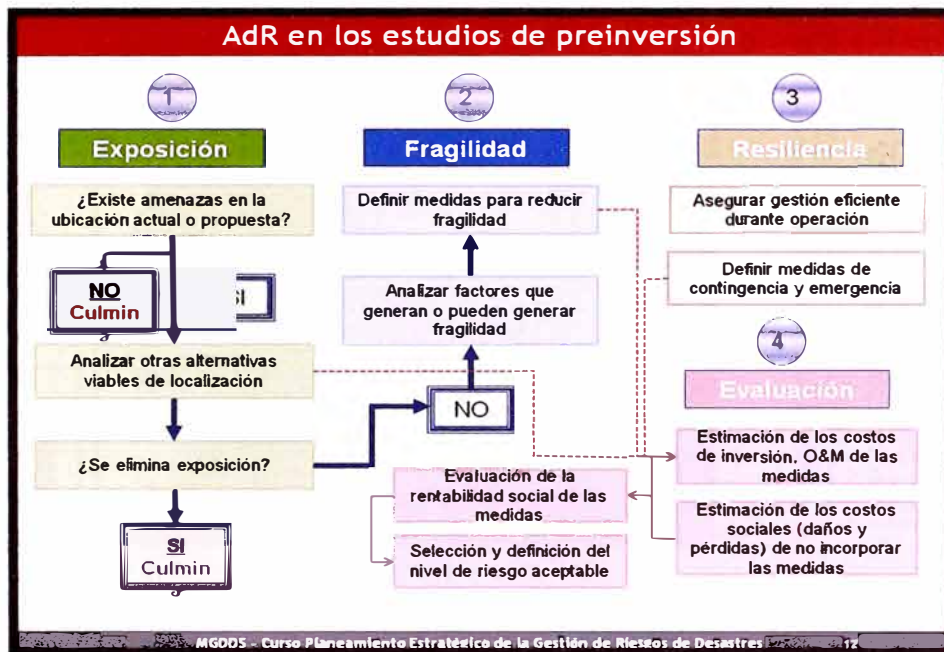 AdR en los estudios de preinversión
1
Exposición
¿Existe amenazas en la
ubicación actual o propuesta?
NO
Culmin
SI
Analizar otras alternativas
viables de localización
¿Se elimina exposición?
SI
Culmin
2
Fragilidad
Definir medidas para reducir
fragilidad
Analizar factores que
generan o pueden generar
fragilidad
NO
Evaluación de la
rentabilidad social de las
medidas
Selección y definición del
nivel de riesgo aceptable
3
Resiliencia
Asegurar gestión eficiente
durante operación
Definir medidas de
contingencia y emergencia
4
Evaluación
Estimación de los costos
de inversión, O&M de las
medidas
Estimación de los costos
sociales (daños y
pérdidas) de no incorporar
las medidas
MGDDS - Curso Planeamiento Estratégico de la Gestión de Riesgos de Desastres